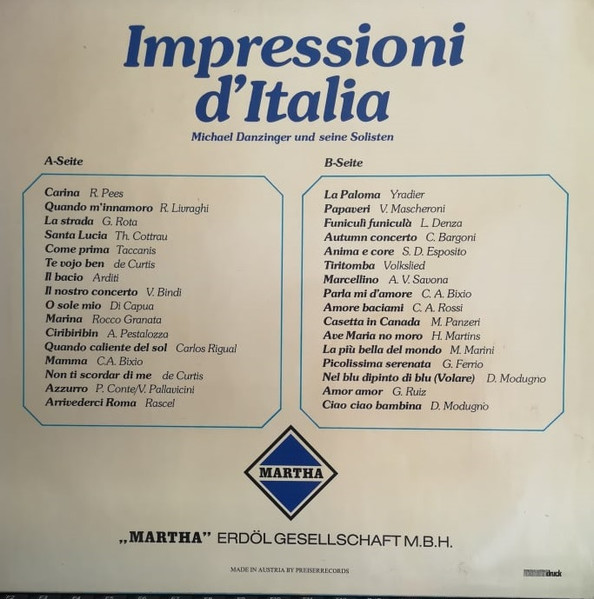 Impressioni
d'Italia
Michael Danzinger und seine Solisten
A-Seite
Carina R. Pees
Quando m'innamoro R. Livraghi
La strada G. Rota
Santa Lucia Th. Cottrau
Come prima Taccanis
Te vojo ben de Curtis
Il bacio Arditi
Il nostro concerto V. Bindi
O sole mio Di Capua
Marina Rocco Granata
Ciribiribin A. Pestalozza
Quando caliente del sol Carlos Rigual
Mamma C.A. Bixio
Non ti scordar di me de Curtis
Azzurro P. Conte/V. Pallavicini
Arrivederci Roma Rascel
B-Seite
La Paloma Yradier
Papaveri V. Mascheroni
Funiculì funiculà L. Denza
Autumn concerto C. Bargoni
Anima e core S. D. Esposito
Tiritomba Volkslied
Marcellino A. V. Savona
Parla mi d'amore C. A. Bixio
Amore baciami C. A. Rossi
Casetta in Canada M. Panzeri
Ave Maria no moro H. Martins
La più bella del mondo M. Marini
Picolissima serenata G. Ferrio
Nel blu dipinto di blu (Volare) D. Modugno
Amor amor G. Ruiz
Ciao ciao bambina D. Modugno
MARTHA
„MARTHA" ERDÖL GESELLSCHAFT M.B.H.
MADE IN AUSTRIA BY PREISERRECORDS
druck